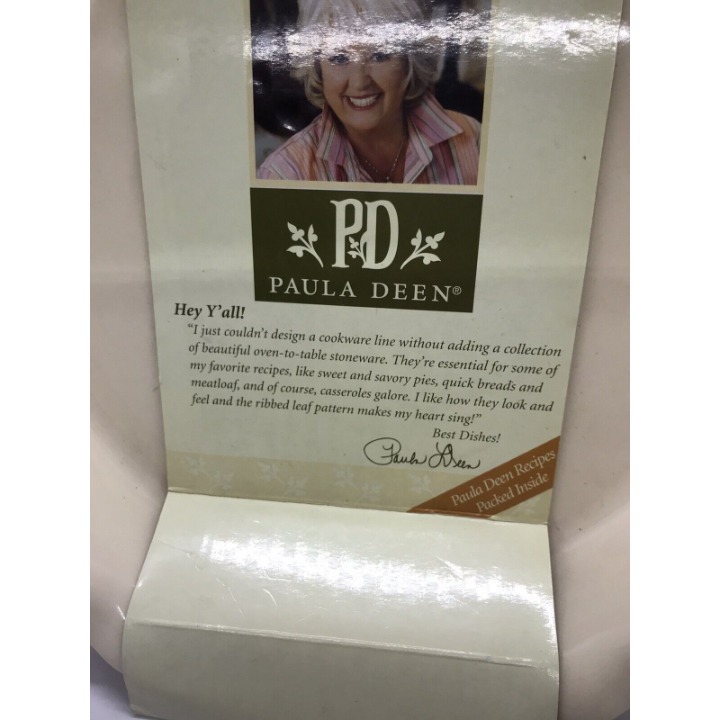 PD
PAULA DEEN®
Hey Y'all!
"I just couldn't design a cookware line without adding a collection
of beautiful oven-to-table stoneware. They're essential for some of
my favorite recipes, like sweet and savory pies, quick breads and
meatloaf, and of course, casseroles galore. I like how they look and
feel and the ribbed leaf pattern makes my heart sing!"
Best Dishes!
Paula Deen
Paula Deen Recipes
Packed Inside